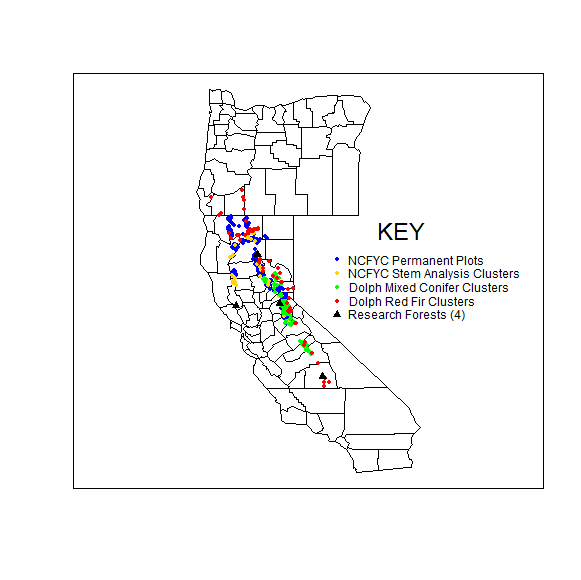 KEY
NCFYC Permanent Plots
NCFYC Stem Analysis Clusters
Dolph Mixed Conifer Clusters
Dolph Red Fir Clusters
Research Forests (4)